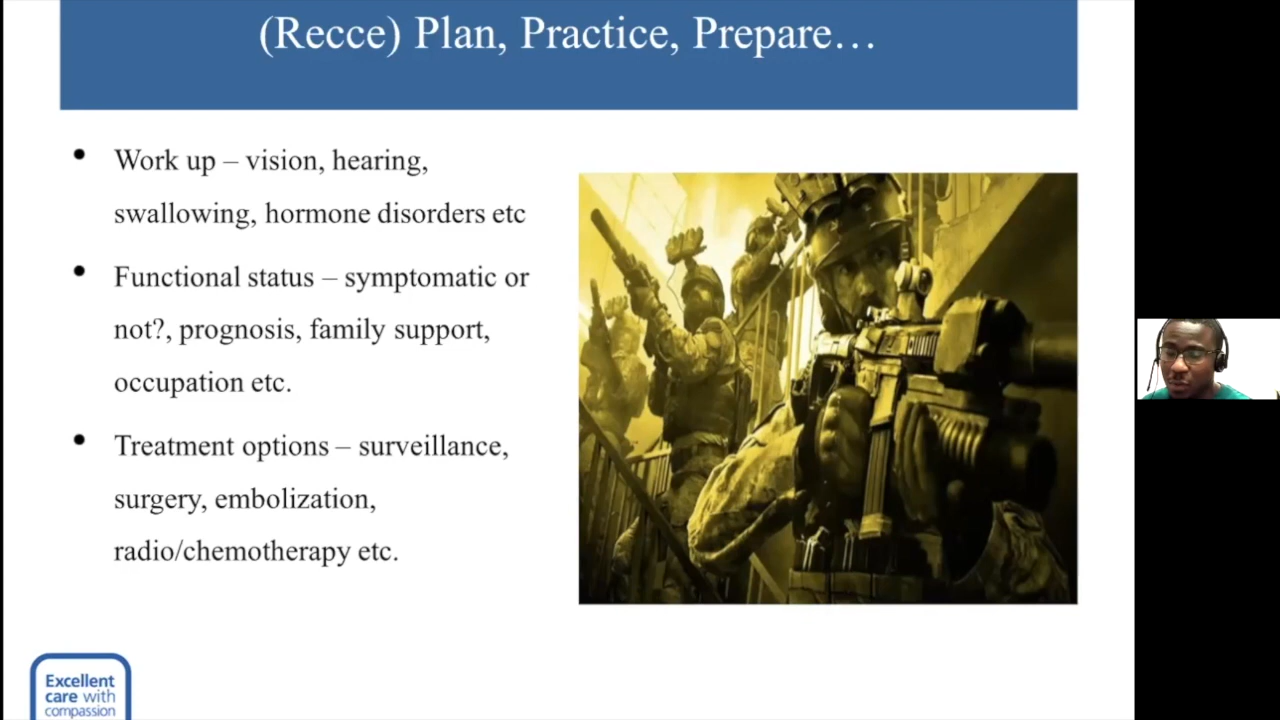 (Recce) Plan, Practice, Prepare…
Work up – vision, hearing,
swallowing, hormone disorders etc
Functional status – symptomatic or
not?, prognosis, family support,
occupation etc.
Treatment options – surveillance,
surgery, embolization,
radio/chemotherapy etc.
Excellent
care with
compassion